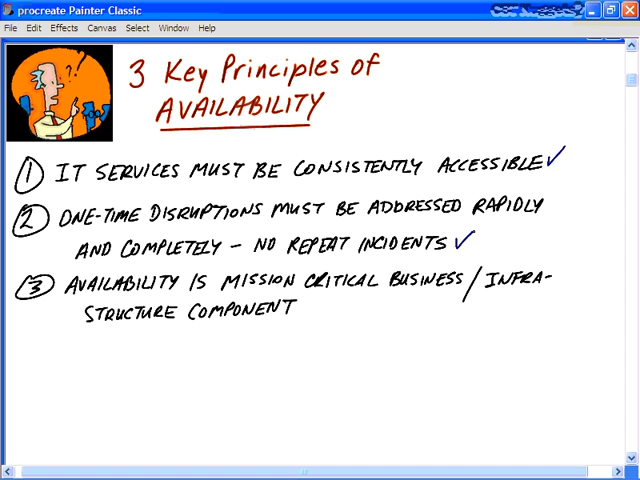 procreate Painter Classic
File Edit Effects Canvas Select Window Help
? !
3 Key Principles of
AVAILABILITY
1 IT SERVICES MUST BE CONSISTENTLY ACCESSIBLE ✓
2 ONE-TIME DISRUPTIONS MUST BE ADDRESSED RAPIDLY
AND COMPLETELY – NO REPEAT INCIDENTS ✓
3 AVAILABILITY IS MISSION CRITICAL BUSINESS / INFRA-
STRUCTURE COMPONENT